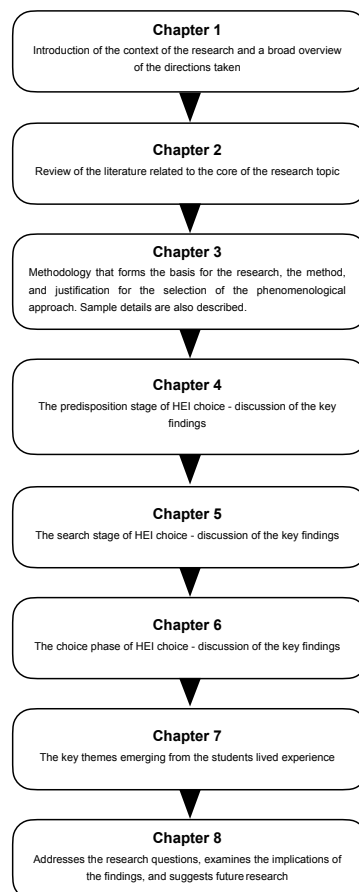 Chapter 1
Introduction of the context of the research and a broad overview
of the directions taken
Chapter 2
Review of the literature related to the core of the research topic
Chapter 3
Methodology that forms the basis for the research, the method,
and justification for the selection of the phenomenological
approach. Sample details are also described.
Chapter 4
The predisposition stage of HEI choice - discussion of the key
findings
Chapter 5
The search stage of HEI choice - discussion of the key findings
Chapter 6
The choice phase of HEI choice - discussion of the key findings
Chapter 7
The key themes emerging from the students lived experience
Chapter 8
Addresses the research questions, examines the implications of
the findings, and suggests future research